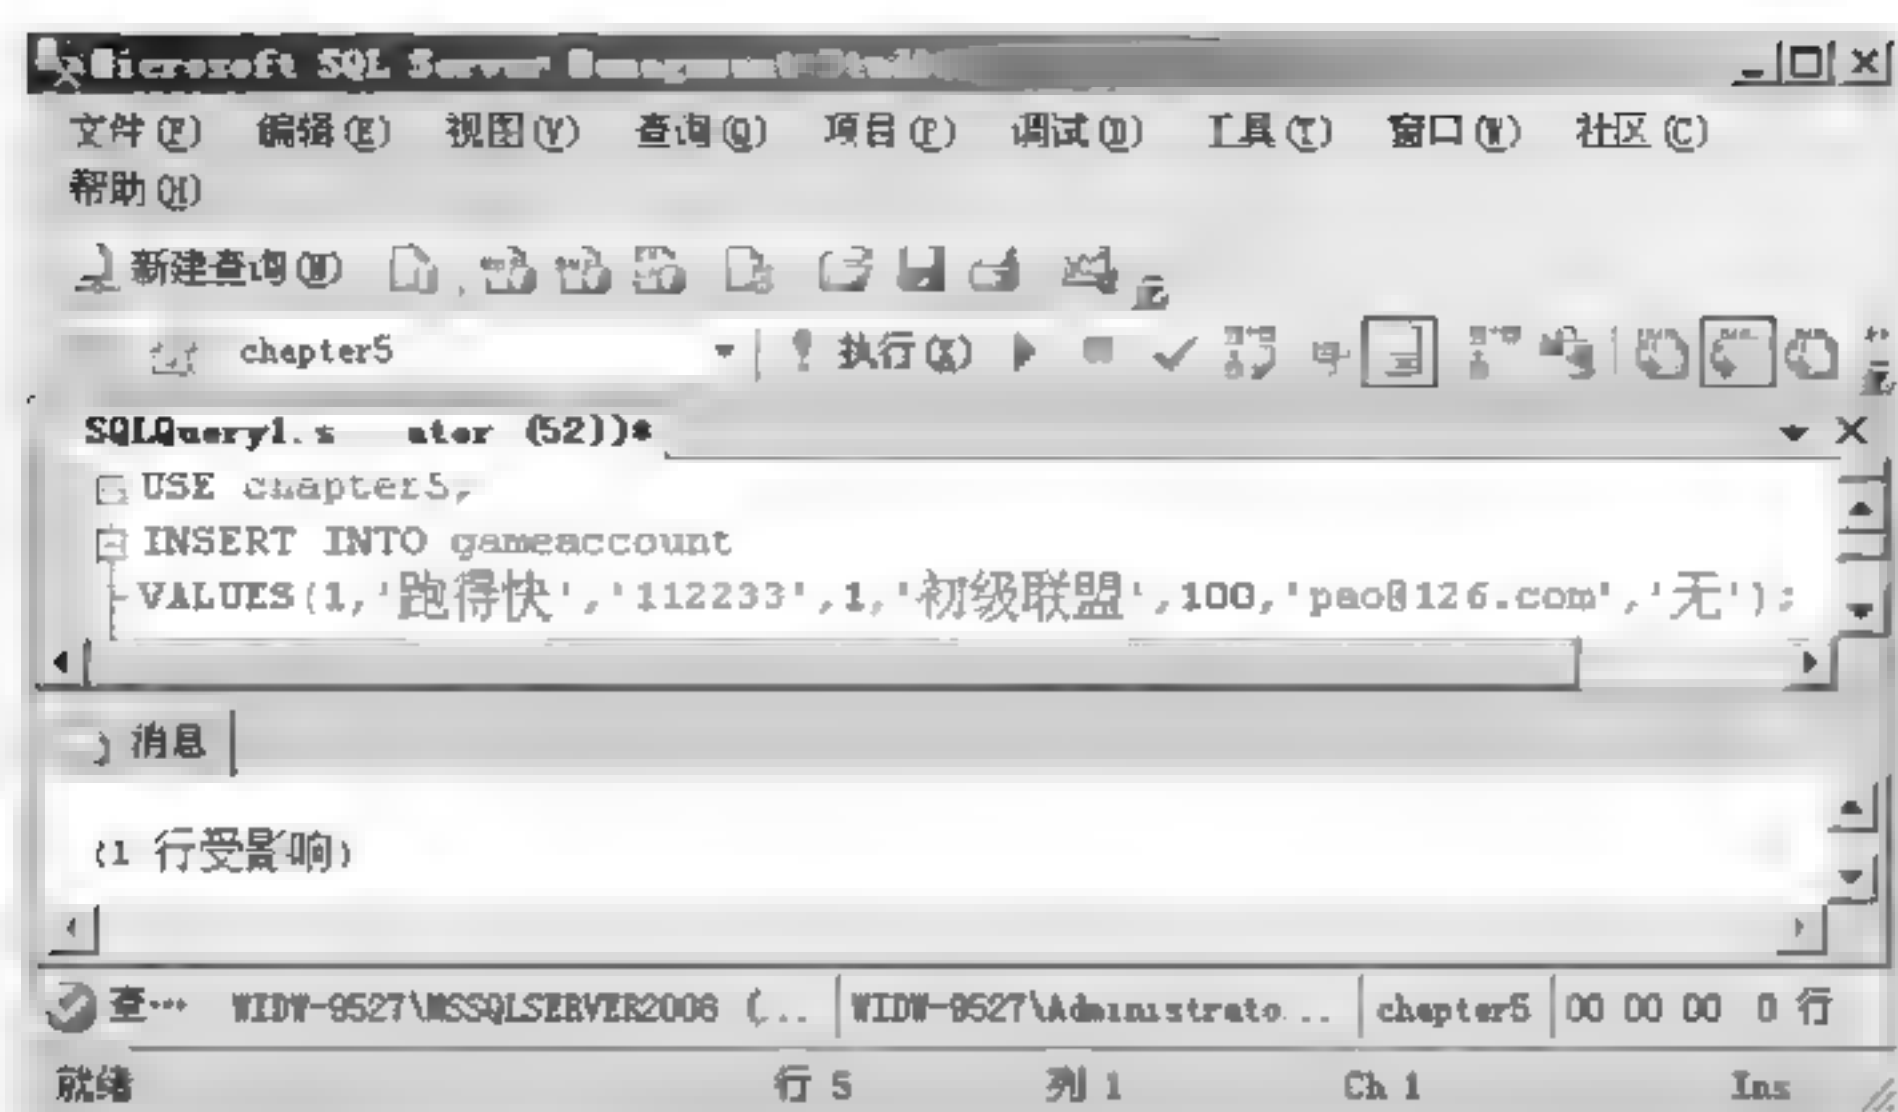 Microsoft SQL Server Management Studio
文件(F) 编辑(E) 视图(V) 查询(Q) 项目(P) 调试(D) 工具(T) 窗口(W) 社区(C)
帮助(H)
新建查询(N)
chapter5 执行(X)
SQLQuery1.s ator (52))*
USE chapter5;
INSERT INTO gameaccount
VALUES(1,'跑得快','112233',1,'初级联盟',100,'pao@126.com','无');
消息
(1 行受影响)
查… WIDW-9527\MSSQLSERVER2008 (... WIDW-9527\Administrato... chapter5 00 00 00 0 行
就绪 行 5 列 1 Ch 1 Ins